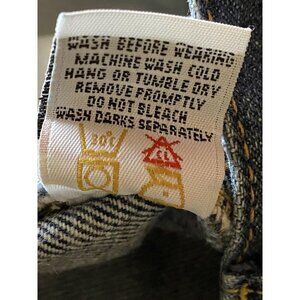 WASH BEFORE WEARING
MACHINE WASH COLD
HANG OR TUMBLE DRY
REMOVE PROMPTLY
DO NOT BLEACH
WASH DARKS SEPARATELY
30°C
CL